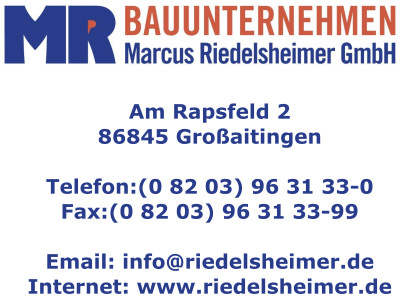 MR BAUUNTERNEHMEN
Marcus Riedelsheimer GmbH
Am Rapsfeld 2
86845 Großaitingen
Telefon:(0 82 03) 96 31 33-0
Fax:(0 82 03) 96 31 33-99
Email: info@riedelsheimer.de
Internet: www.riedelsheimer.de